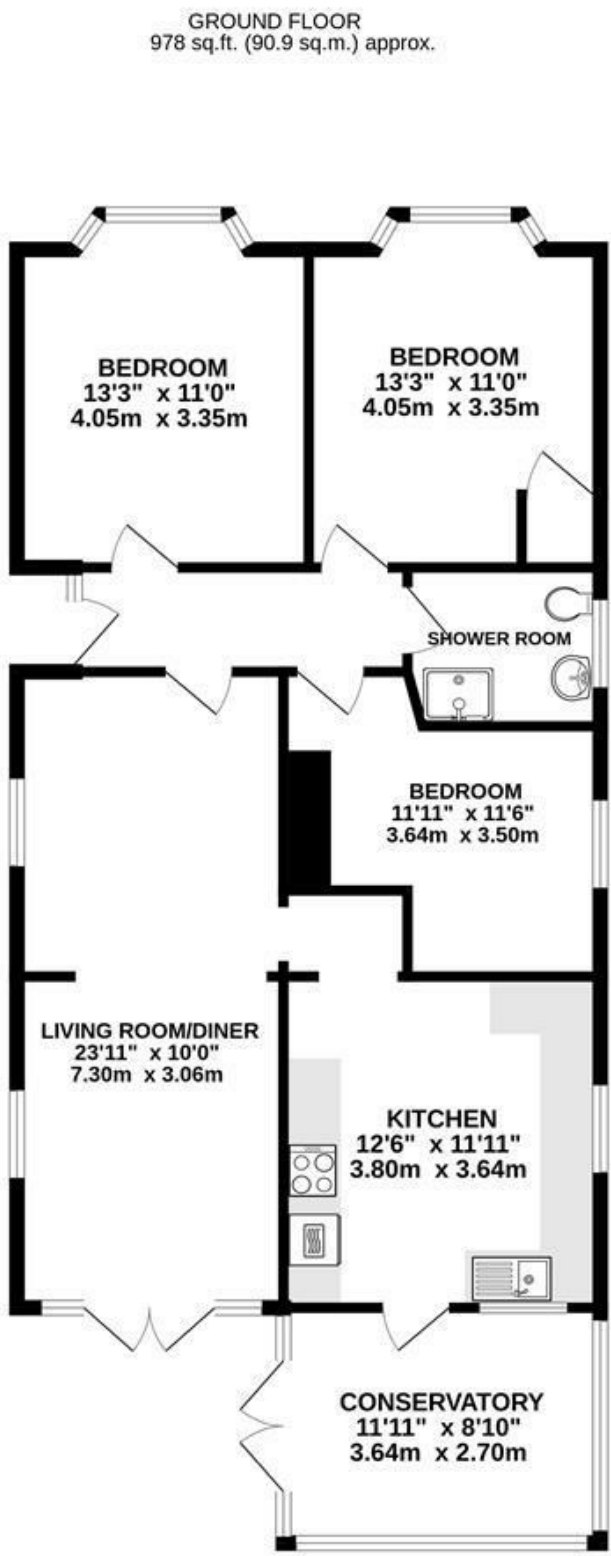 GROUND FLOOR
978 sq.ft. (90.9 sq.m.) approx.
BEDROOM
13'3" x 11'0"
4.05m x 3.35m
BEDROOM
13'3" x 11'0"
4.05m x 3.35m
SHOWER ROOM
BEDROOM
11'11" x 11'6"
3.64m x 3.50m
LIVING ROOM/DINER
23'11" x 10'0"
7.30m x 3.06m
KITCHEN
12'6" x 11'11"
3.80m x 3.64m
CONSERVATORY
11'11" x 8'10"
3.64m x 2.70m